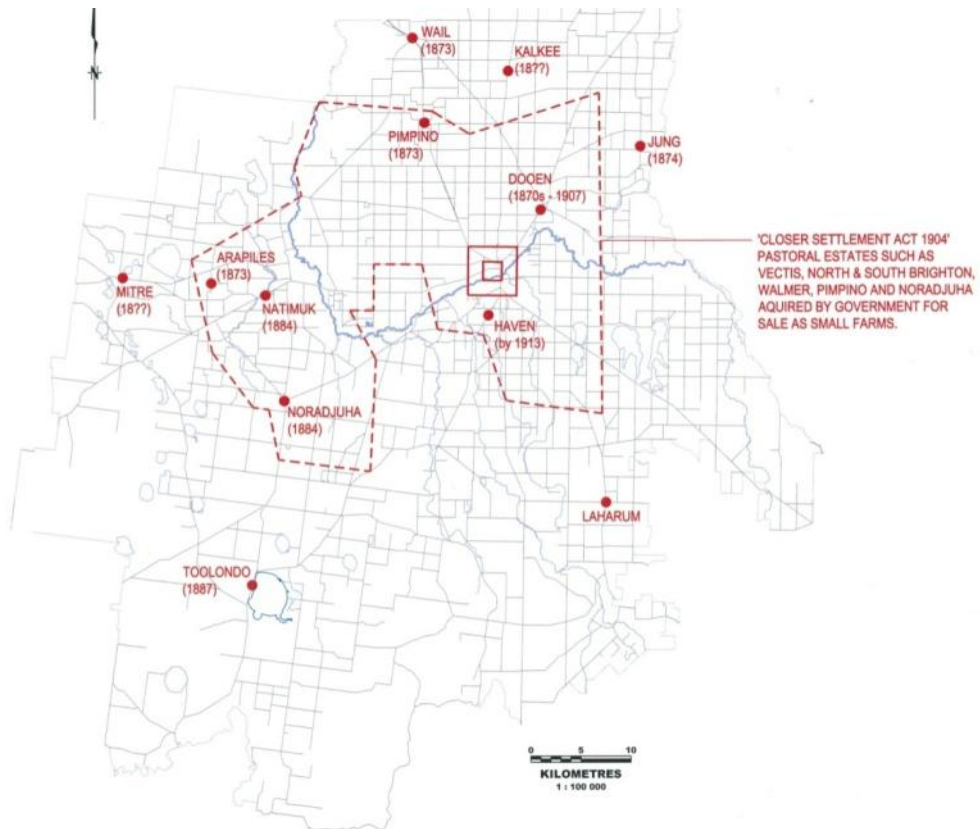 WAIL
(1873)
KALKEE
(18??)
N
PIMPINO
(1873)
JUNG
(1874)
DOOEN
(1870s - 1907)
'CLOSER SETTLEMENT ACT 1904'
PASTORAL ESTATES SUCH AS
VECTIS, NORTH & SOUTH BRIGHTON,
WALMER, PIMPINO AND NORADJUHA
AQUIRED BY GOVERNMENT FOR
SALE AS SMALL FARMS.
ARAPILES
(1873)
MITRE
(18??)
NATIMUK
(1884)
HAVEN
(by 1913)
NORADJUHA
(1884)
LAHARUM
TOOLONDO
(1887)
0 5 10
KILOMETRES
1 : 100 000